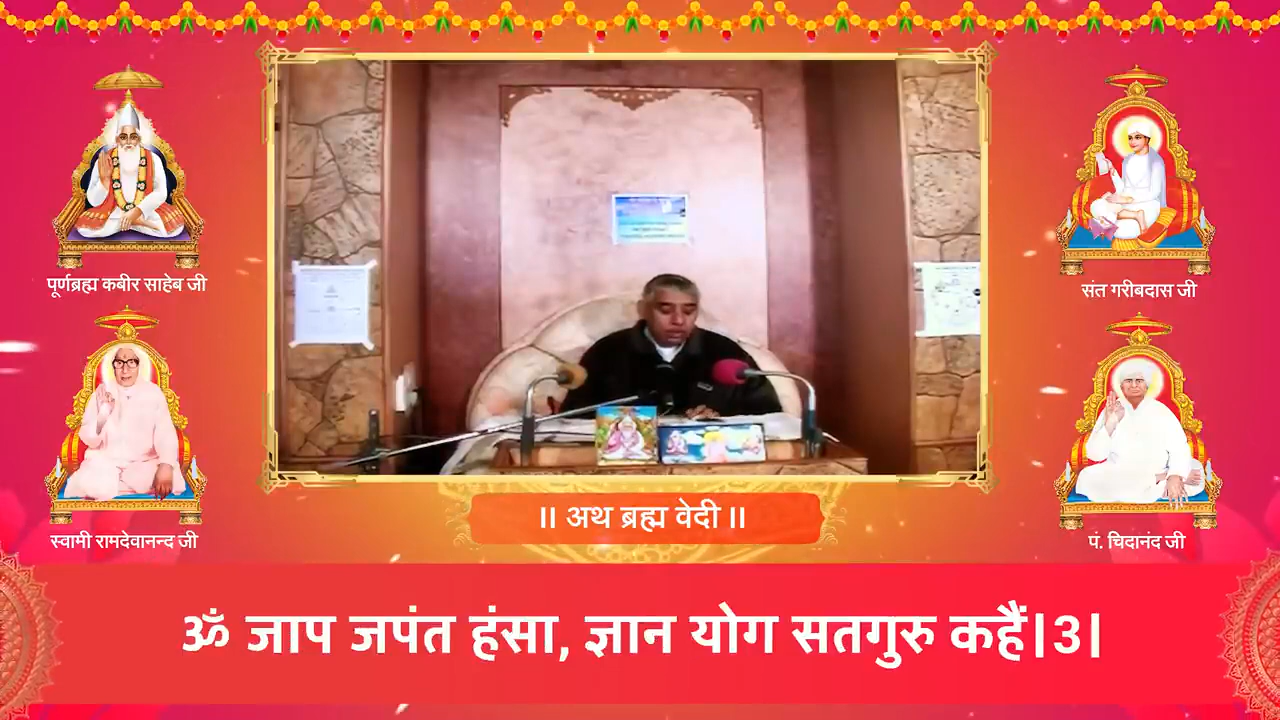 पूर्णब्रह्म कबीर साहेब जी
संत गरीबदास जी
स्वामी रामदेवानन्द जी
पं. चिदानंद जी
॥ अथ ब्रह्म वेदी ॥
ॐ जाप जपंत हंसा, ज्ञान योग सतगुरु कहैं|3|